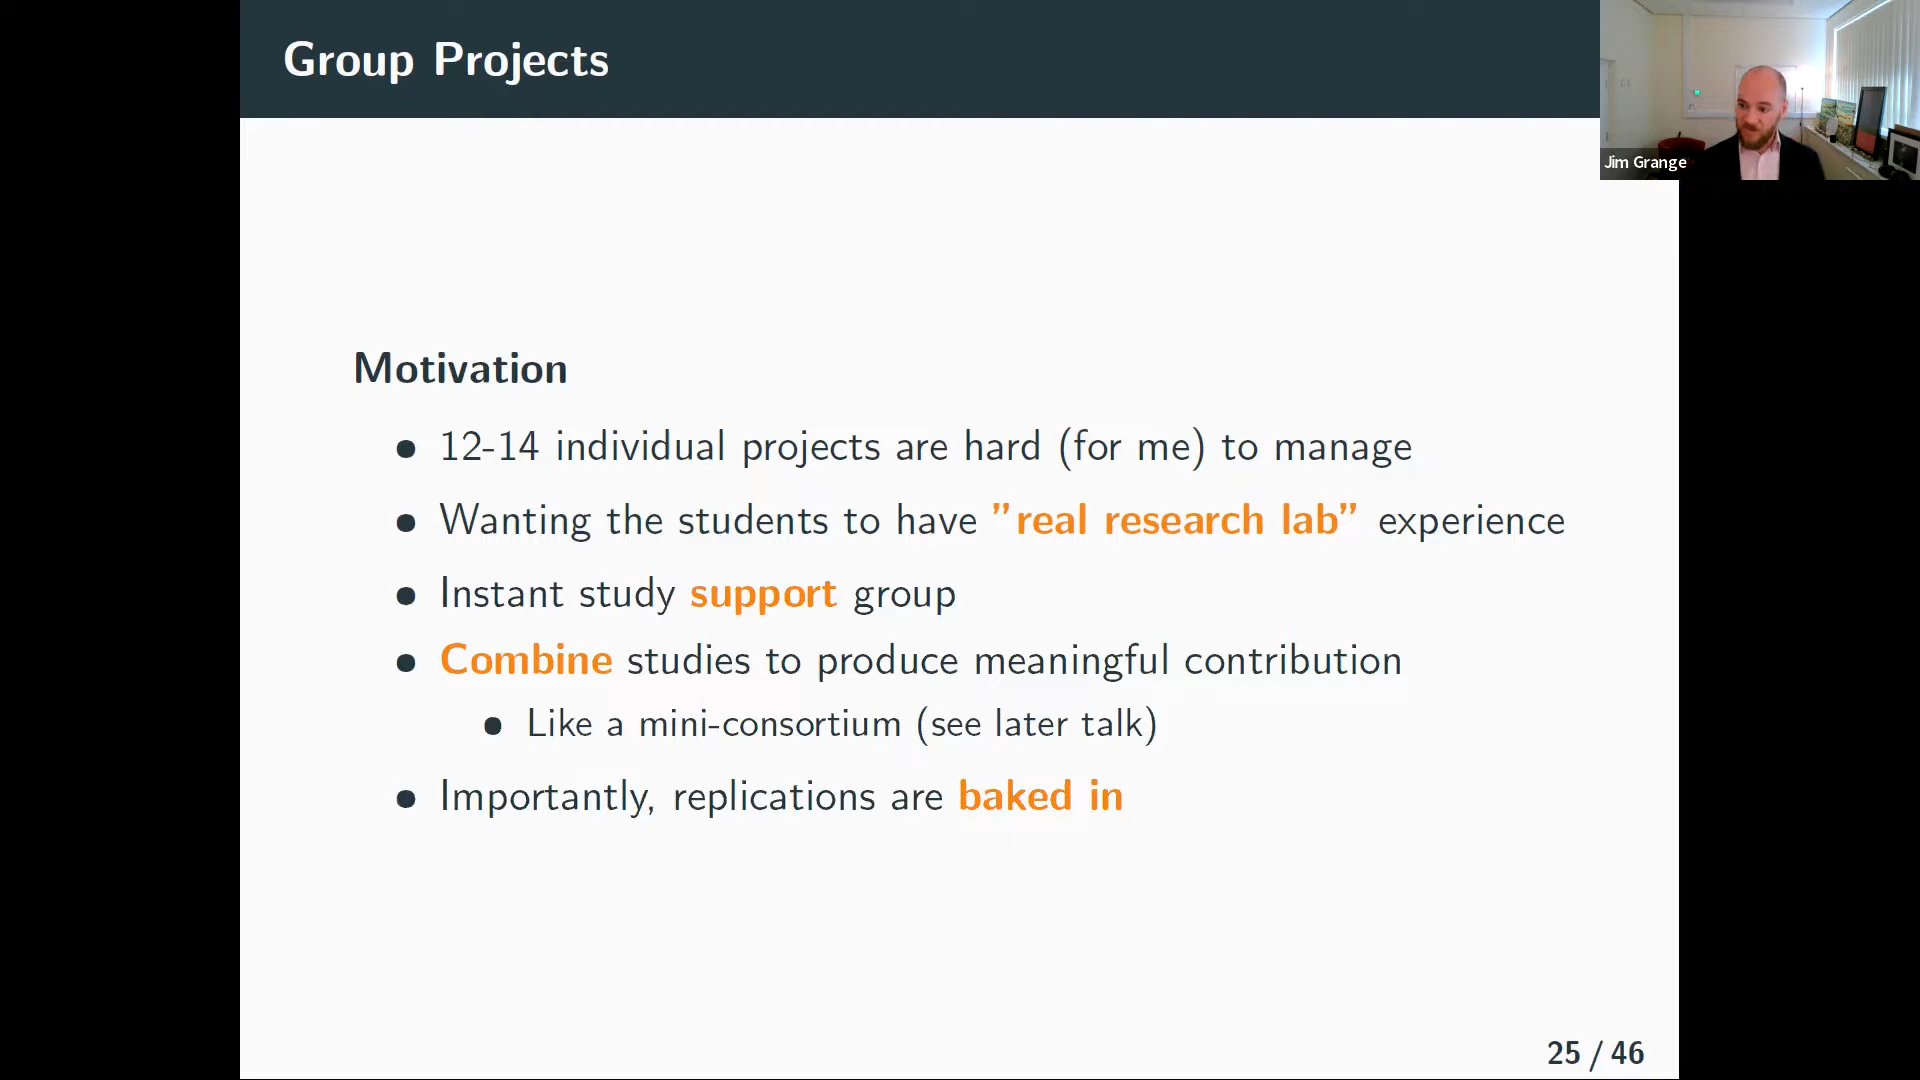 Group Projects
Jim Grange
Motivation
• 12-14 individual projects are hard (for me) to manage
• Wanting the students to have ”real research lab” experience
• Instant study support group
• Combine studies to produce meaningful contribution
• Like a mini-consortium (see later talk)
• Importantly, replications are baked in
25 / 46